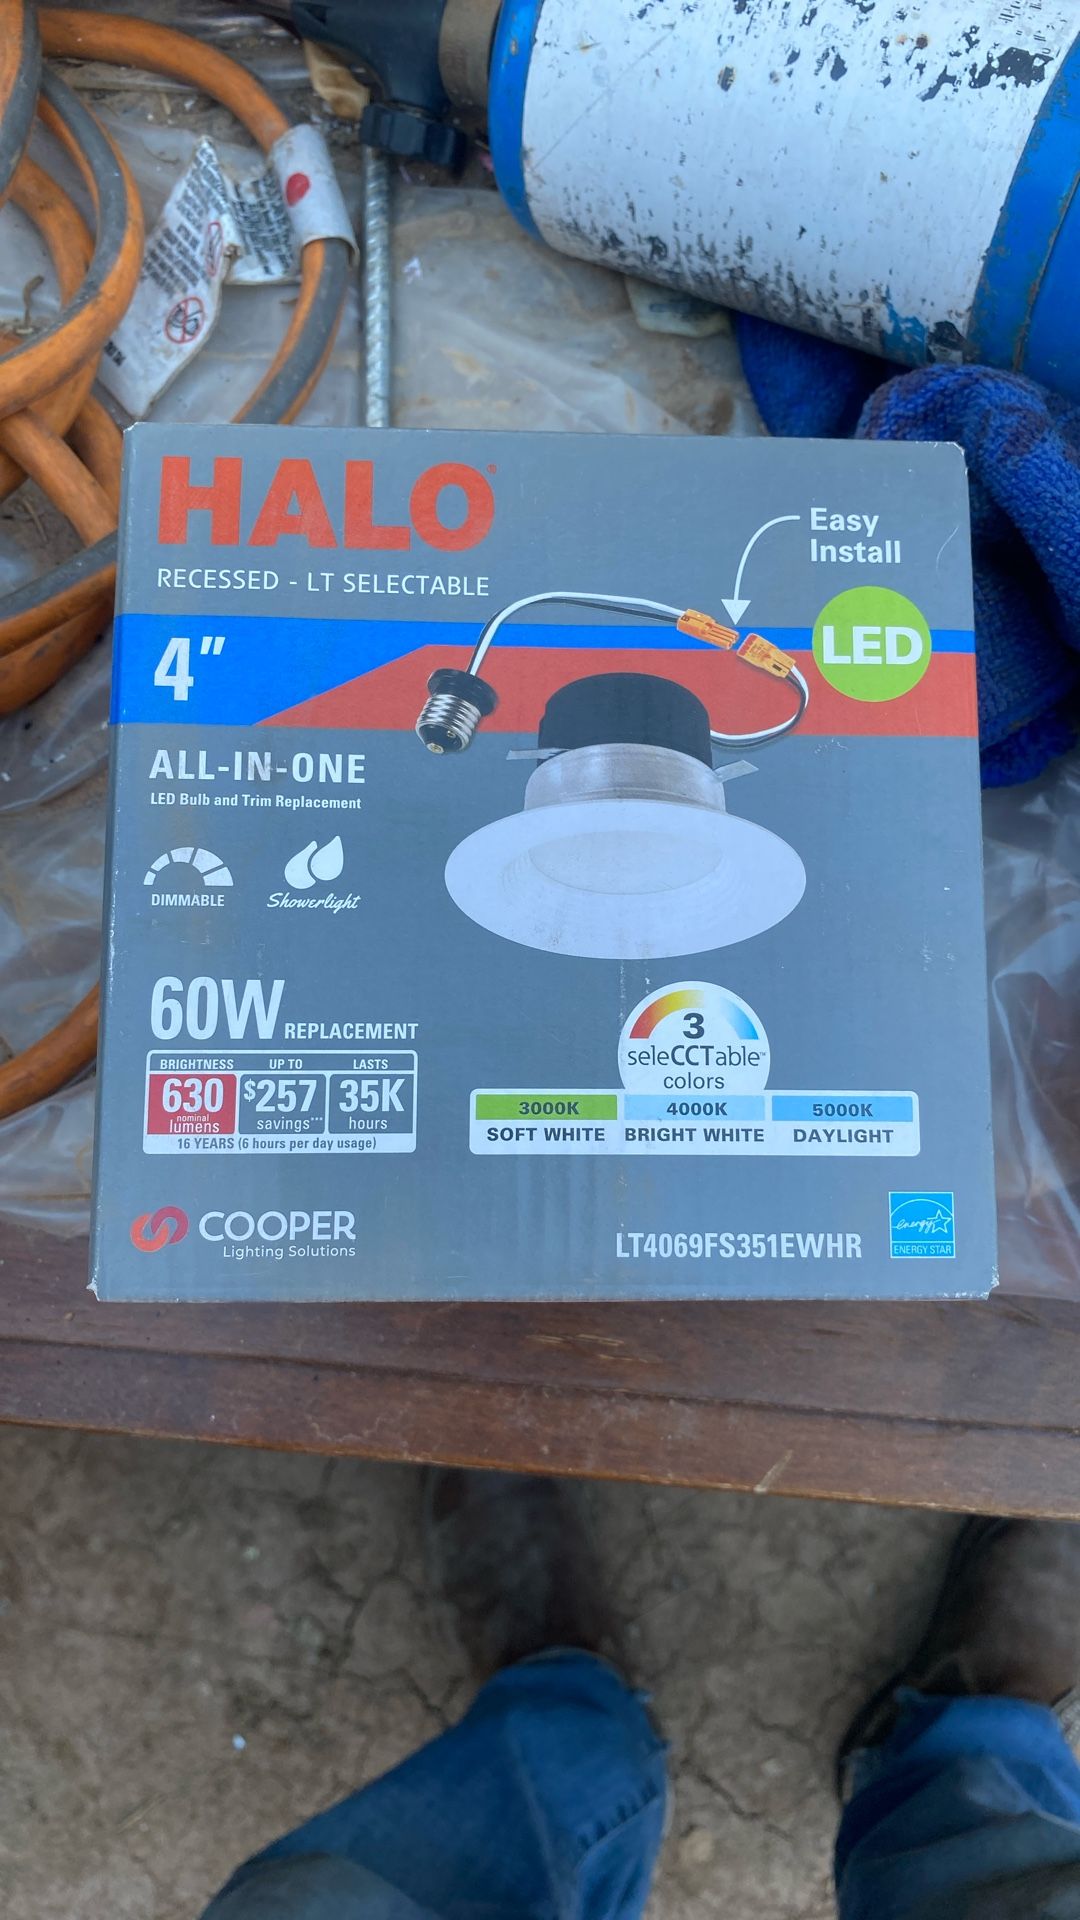 HALO®
RECESSED - LT SELECTABLE
4"
Easy
Install
LED
ALL-IN-ONE
LED Bulb and Trim Replacement
DIMMABLE
Showerlight
60W REPLACEMENT
BRIGHTNESS UP TO LASTS
630 $257 35K
nominal
lumens savings*** hours
16 YEARS (6 hours per day usage)
3
seleCCTable™
colors
3000K 4000K 5000K
SOFT WHITE BRIGHT WHITE DAYLIGHT
COOPER
Lighting Solutions
LT4069FS351EWHR
energy
ENERGY STAR